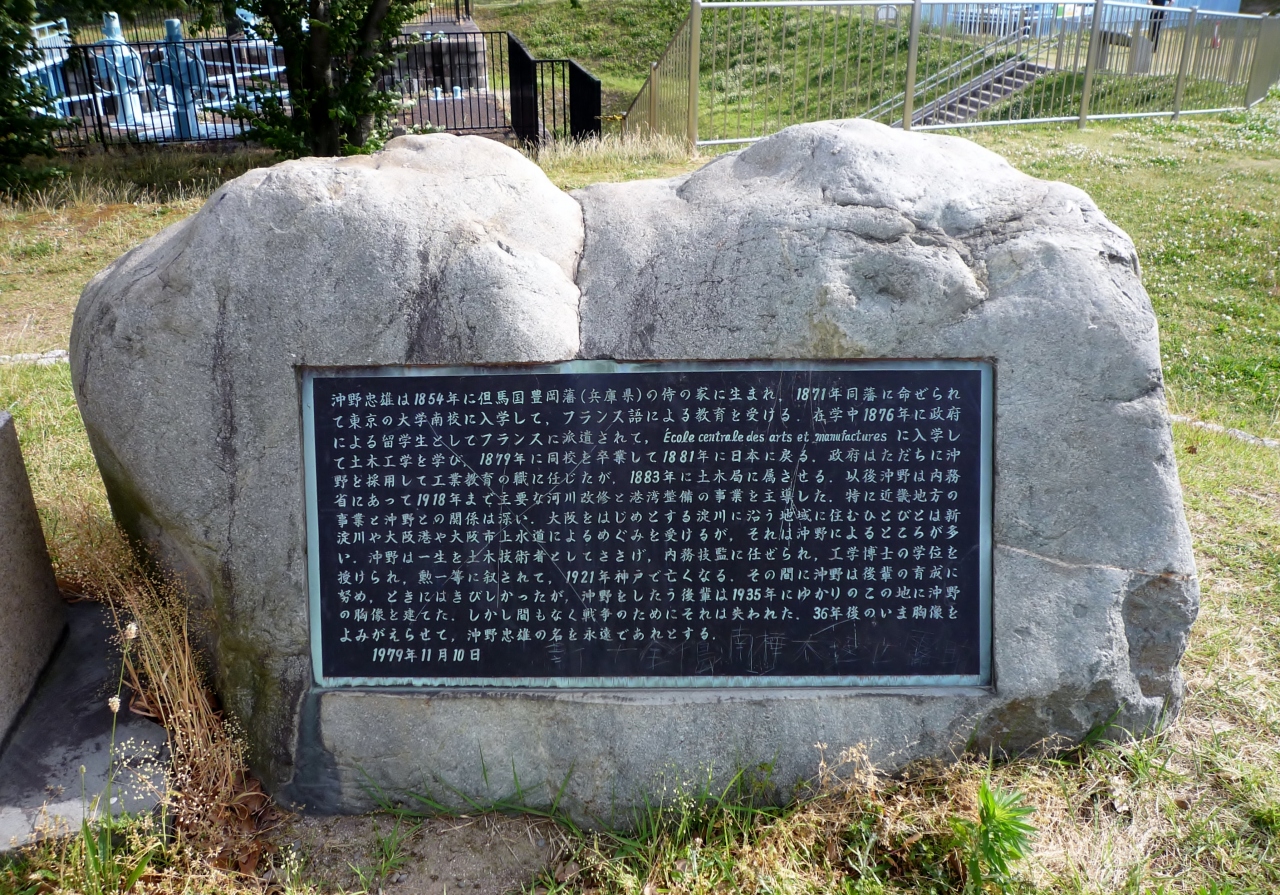 沖野忠雄は1854年に但馬国豊岡藩(兵庫県)の侍の家に生まれ，1871年同藩に命ぜられ
て東京の大学南校に入学して，フランス語による教育を受ける．在学中1876年に政府
による留学生としてフランスに派遣されて，École centrale des arts et manufactures に入学し
て土木工学を学び，1879年に同校を卒業して1881年に日本に戻る．政府はただちに沖
野を採用して工業教育の職に任じたが，1883年に土木局に属させる．以後沖野は内務
省にあって1918年まで主要な河川改修と港湾整備の事業を主導した．特に近畿地方の
事業と沖野との関係は深い．大阪をはじめとする淀川に沿う地域に住むひとびとは新
淀川や大阪港や大阪市上水道によるめぐみを受けるが，それは沖野によるところが多
い．沖野は一生を土木技術者としてささげ，内務技監に任ぜられ，工学博士の学位を
授けられ，勲一等に叙されて，1921年神戸で亡くなる．その間に沖野は後輩の育成に
努め，ときにはきびしかったが，沖野をしたう後輩は1935年にゆかりのこの地に沖野
の胸像を建てた．しかし間もなく戦争のためにそれは失われた．36年後のいま胸像を
よみがえらせて，沖野忠雄の名を永遠であれとする．
1979年11月10日